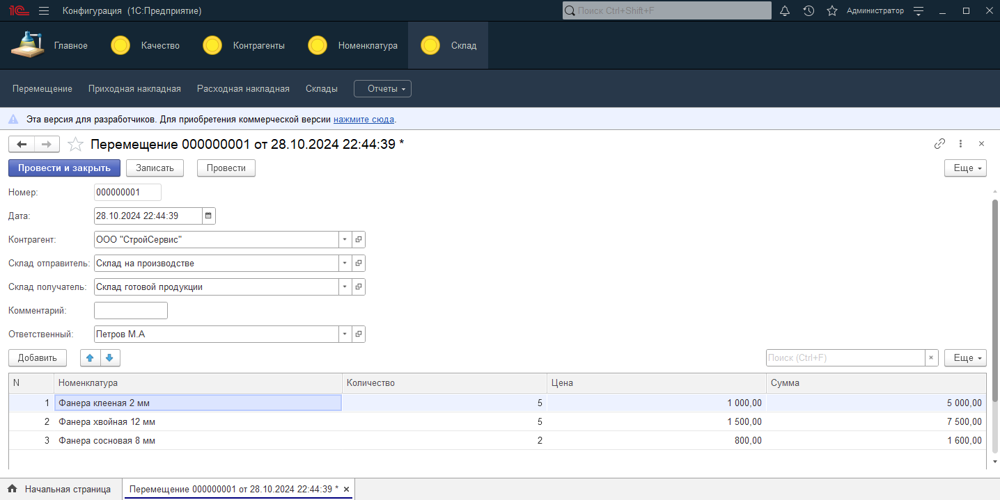 1С Конфигурация (1С:Предприятие) Поиск Ctrl+Shift+F Администратор
Главное Качество Контрагенты Номенклатура Склад
Перемещение Приходная накладная Расходная накладная Склады Отчеты
Эта версия для разработчиков. Для приобретения коммерческой версии нажмите сюда.
Перемещение 000000001 от 28.10.2024 22:44:39 *
Провести и закрыть Записать Провести Еще
Номер: 000000001
Дата: 28.10.2024 22:44:39
Контрагент: ООО "СтройСервис"
Склад отправитель: Склад на производстве
Склад получатель: Склад готовой продукции
Комментарий:
Ответственный: Петров М.А
Добавить Поиск (Ctrl+F) × Еще
N Номенклатура Количество Цена Сумма
1 Фанера клееная 2 мм 5 1 000,00 5 000,00
2 Фанера хвойная 12 мм 5 1 500,00 7 500,00
3 Фанера сосновая 8 мм 2 800,00 1 600,00
Начальная страница Перемещение 000000001 от 28.10.2024 22:44:39 * ×